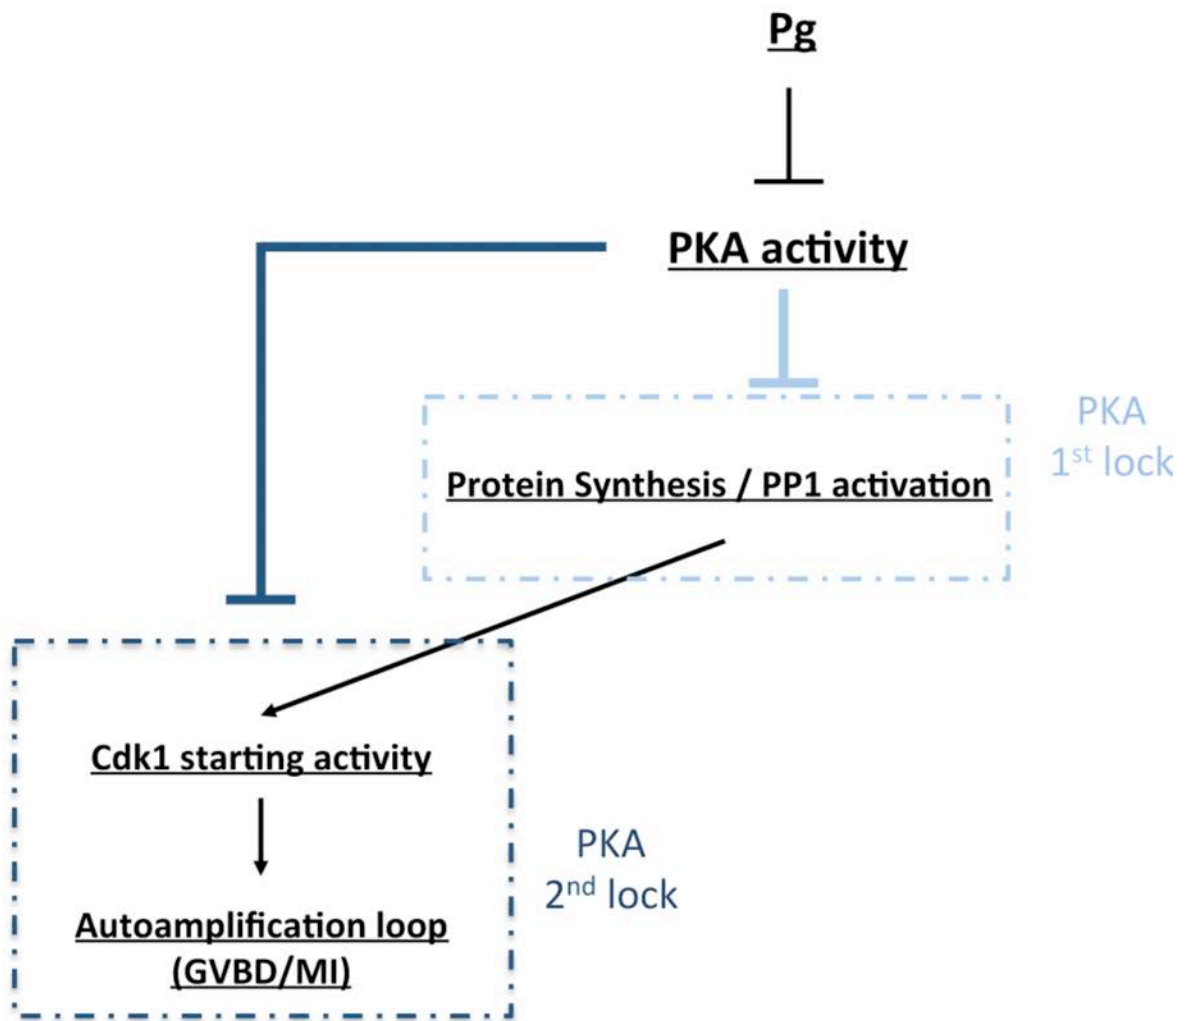 Pg
PKA activity
PKA
1st lock
Protein Synthesis / PP1 activation
Cdk1 starting activity
PKA
2nd lock
Autoamplification loop
(GVBD/MI)